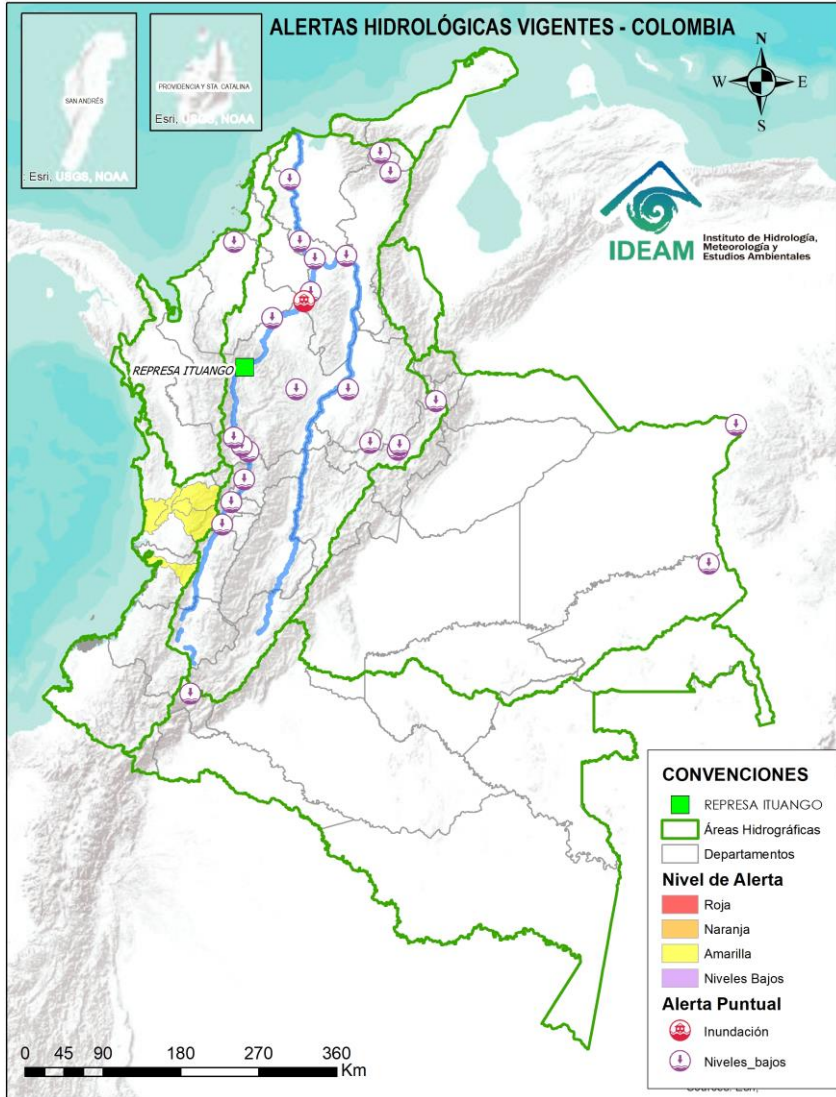 ALERTAS HIDROLÓGICAS VIGENTES - COLOMBIA
SAN ANDRÉS
Esri, USGS, NOAA
PROVIDENCIA Y STA. CATALINA
Esri, USGS, NOAA
N
W
E
S
IDEAM
Instituto de Hidrología,
Meteorología y
Estudios Ambientales
REPRESA ITUANGO
CONVENCIONES
REPRESA ITUANGO
Áreas Hidrográficas
Departamentos
Nivel de Alerta
Roja
Naranja
Amarilla
Niveles Bajos
Alerta Puntual
Inundación
Niveles_bajos
0 45 90 180 270 360
Km